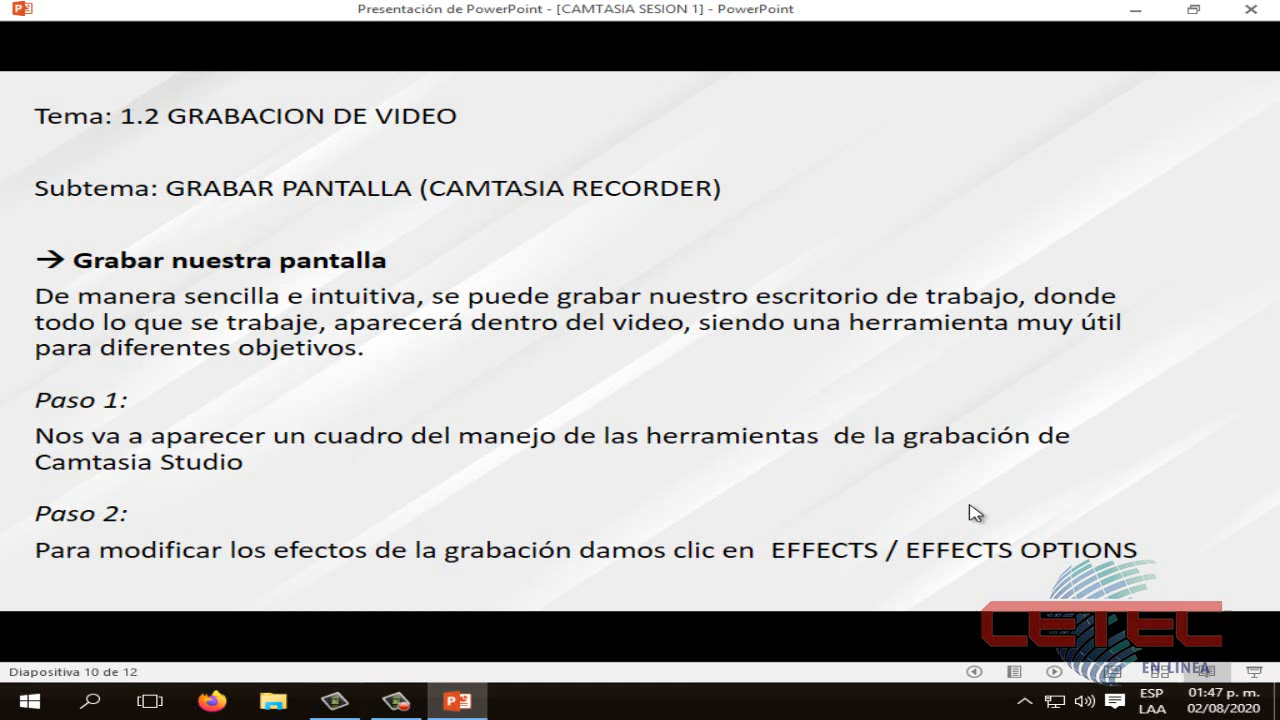 Presentación de PowerPoint - [CAMTASIA SESION 1] - PowerPoint
Tema: 1.2 GRABACION DE VIDEO
Subtema: GRABAR PANTALLA (CAMTASIA RECORDER)
→ Grabar nuestra pantalla
De manera sencilla e intuitiva, se puede grabar nuestro escritorio de trabajo, donde
todo lo que se trabaje, aparecerá dentro del video, siendo una herramienta muy útil
para diferentes objetivos.
Paso 1:
Nos va a aparecer un cuadro del manejo de las herramientas  de la grabación de
Camtasia Studio
Paso 2:
Para modificar los efectos de la grabación damos clic en  EFFECTS / EFFECTS OPTIONS
CETEC
EN LINEA
Diapositiva 10 de 12
ESP
LAA
01:47 p. m.
02/08/2020